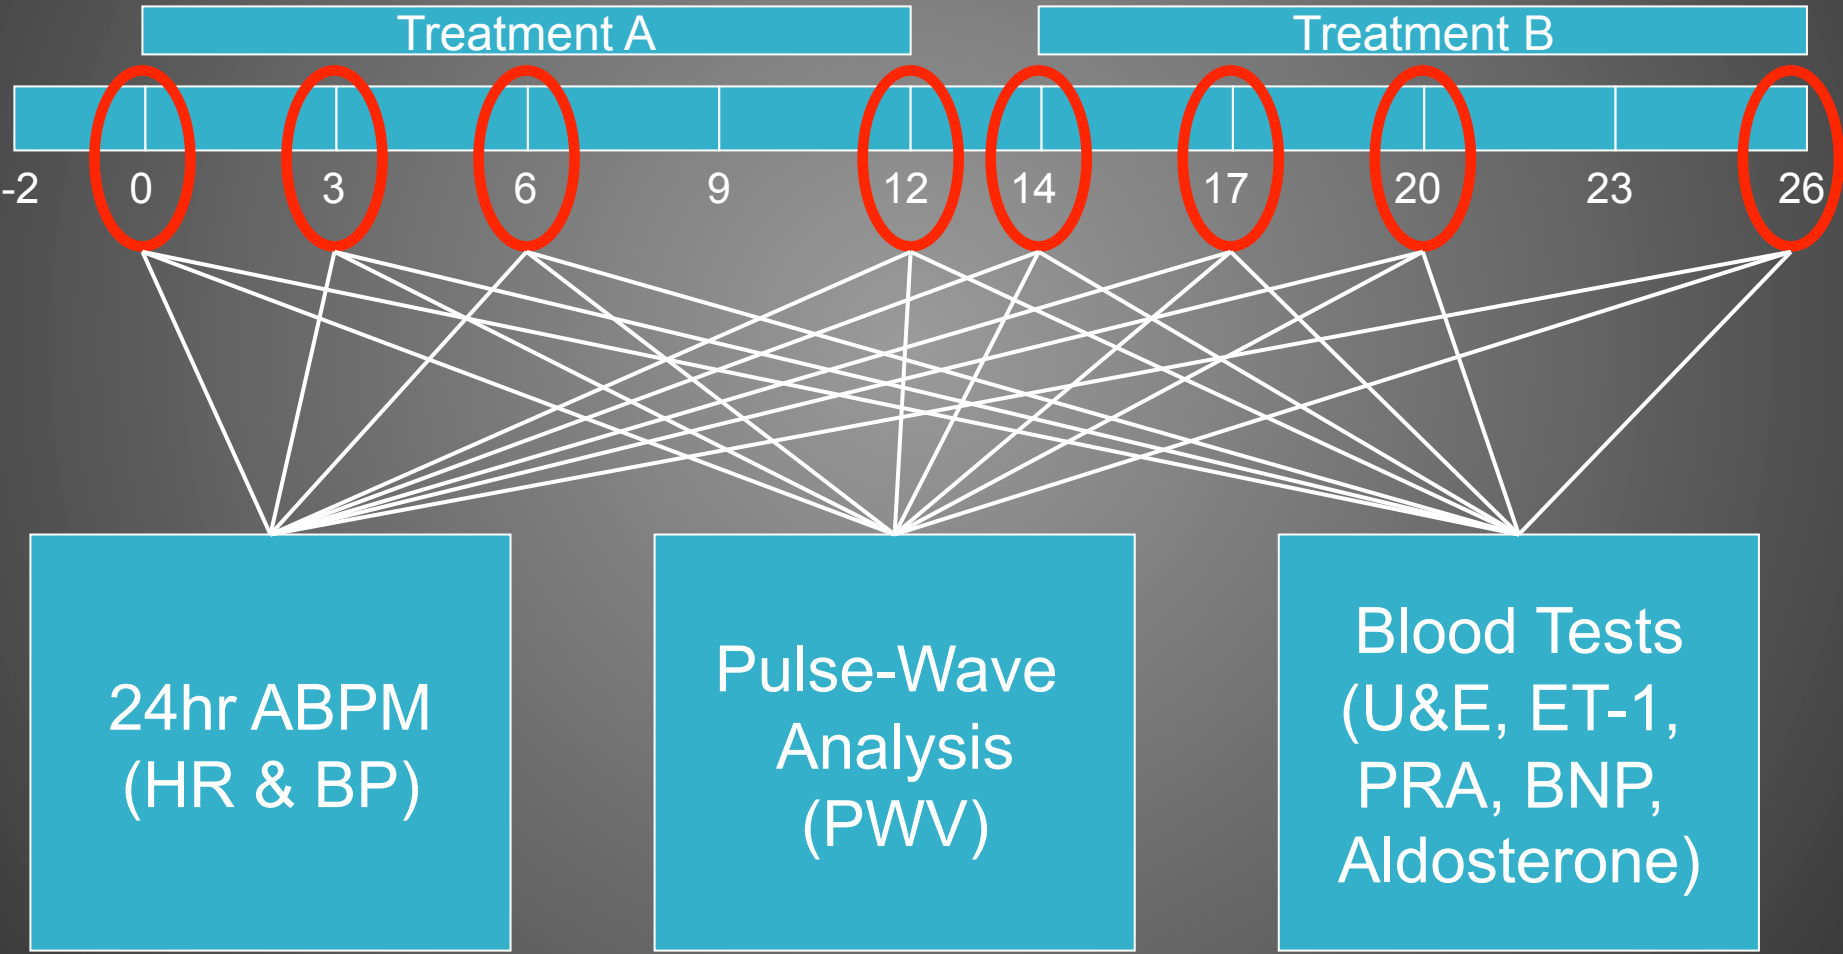 Treatment A
Treatment B
-2 0 3 6 9 12 14 17 20 23 26
24hr ABPM
(HR & BP)
Pulse-Wave
Analysis
(PWV)
Blood Tests
(U&E, ET-1,
PRA, BNP,
Aldosterone)